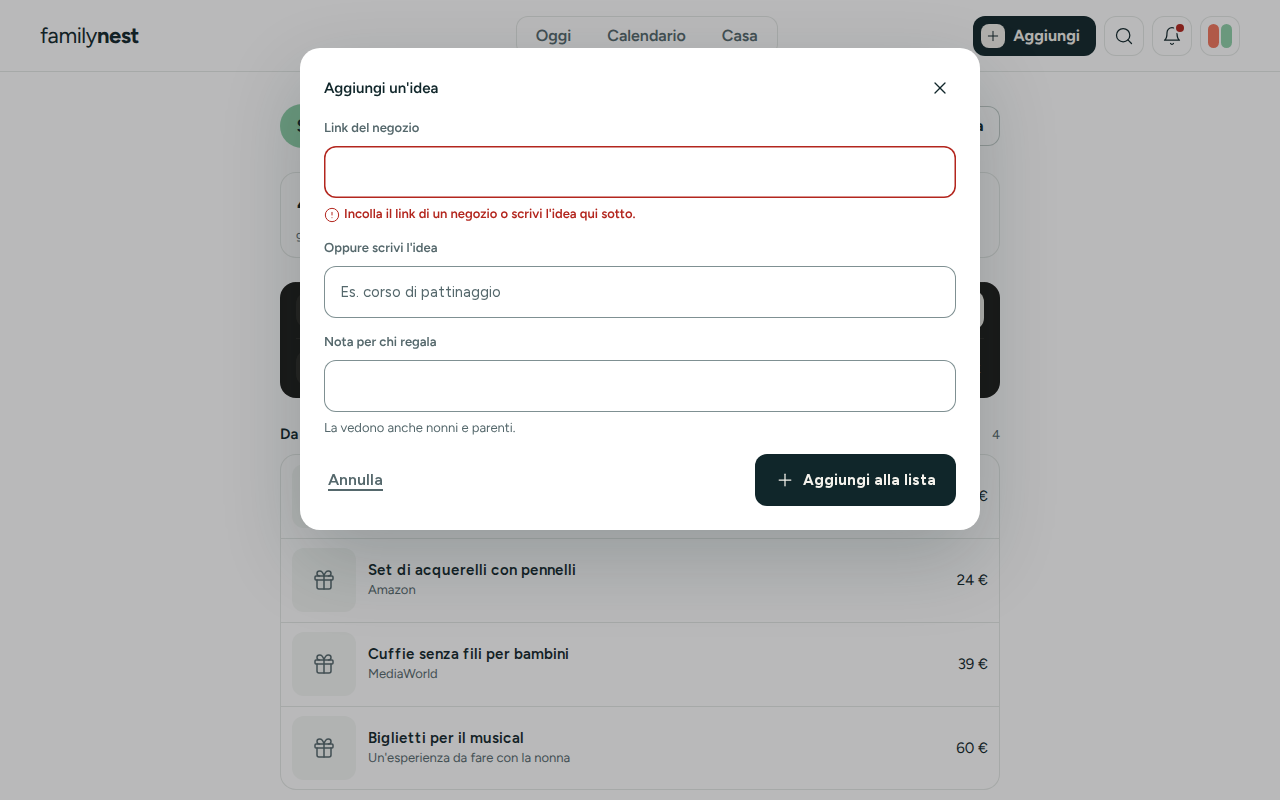 familynest
Oggi
Calendario
Casa
Aggiungi
Aggiungi un'idea
Link del negozio
Incolla il link di un negozio o scrivi l'idea qui sotto.
Oppure scrivi l'idea
Es. corso di pattinaggio
Nota per chi regala
La vedono anche nonni e parenti.
Annulla
Aggiungi alla lista
Da
4
€
Set di acquerelli con pennelli
Amazon
24 €
Cuffie senza fili per bambini
MediaWorld
39 €
Biglietti per il musical
Un'esperienza da fare con la nonna
60 €